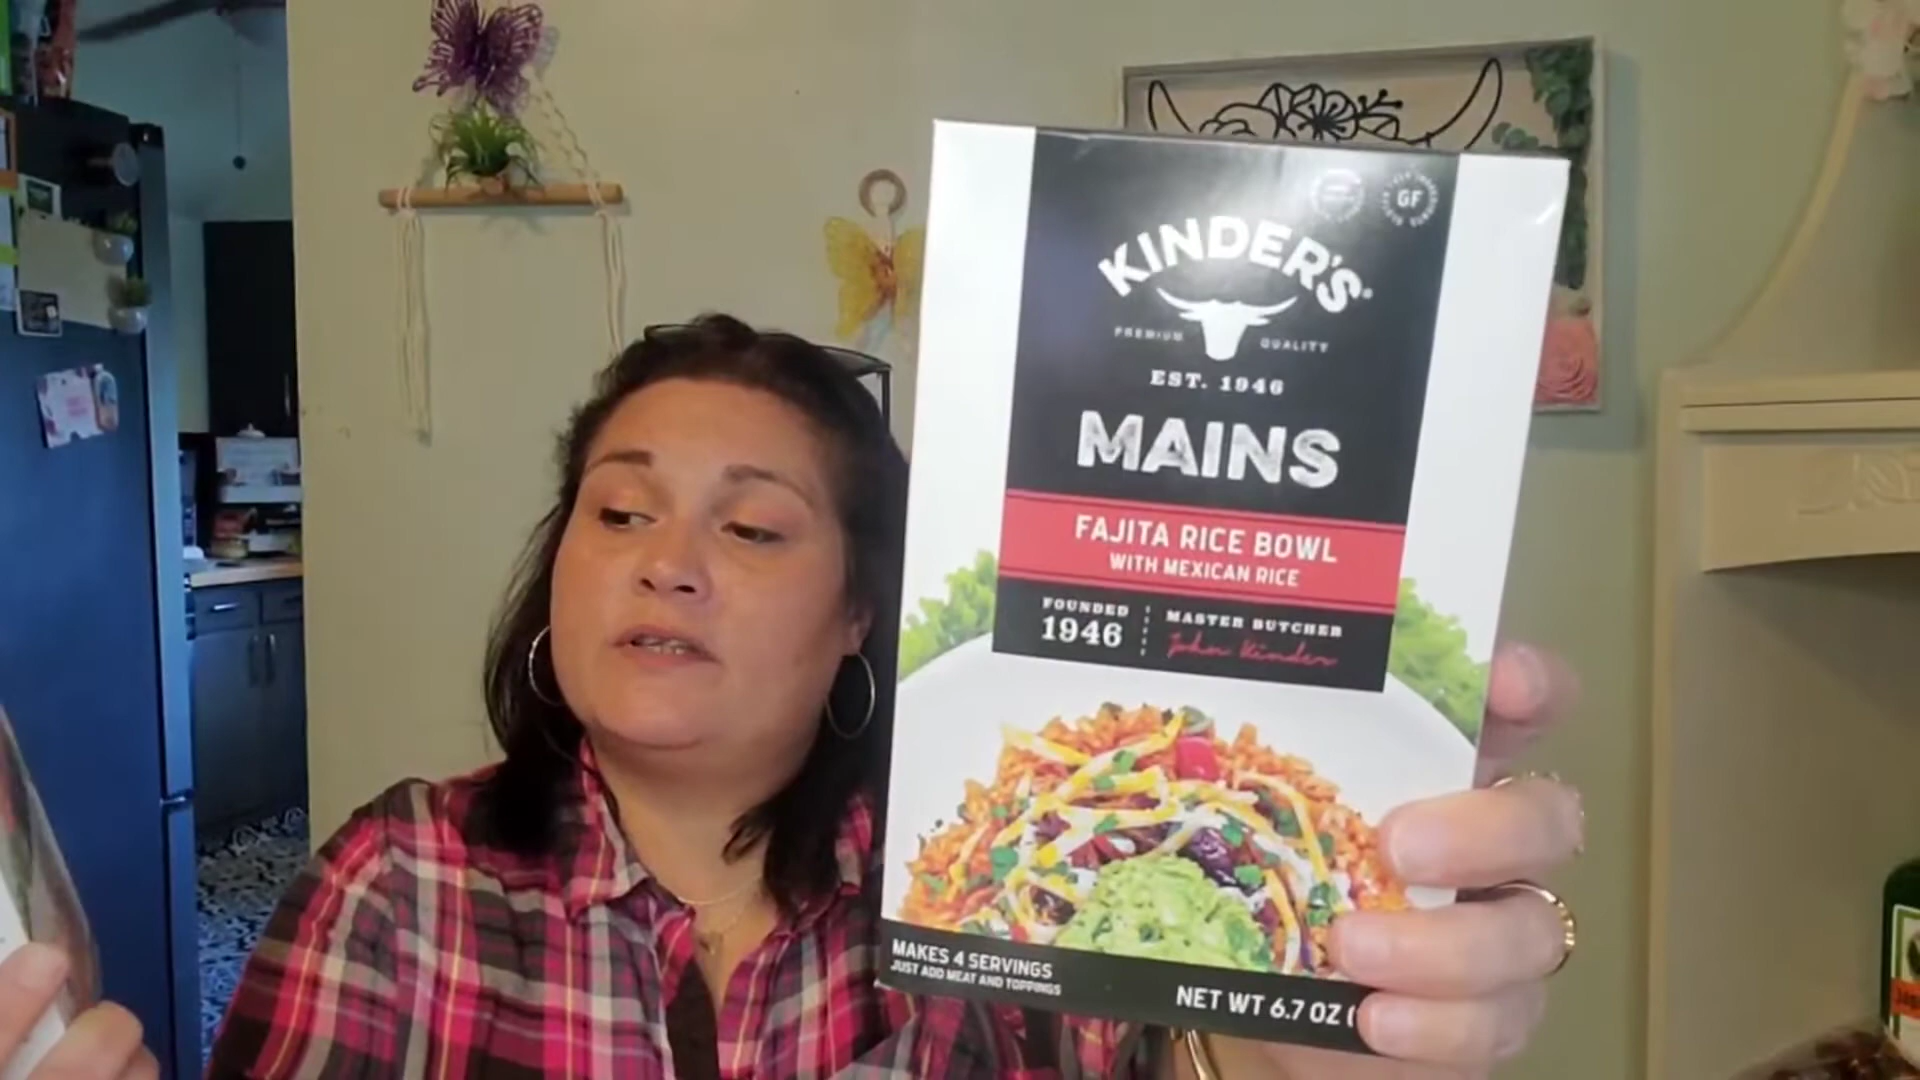 GF
KINDER'S
PREMIUM QUALITY
EST. 1946
MAINS
FAJITA RICE BOWL
WITH MEXICAN RICE
FOUNDED
1946
MASTER BUTCHER
John Kinder
MAKES 4 SERVINGS
JUST ADD MEAT AND TOPPINGS
NET WT 6.7 OZ (